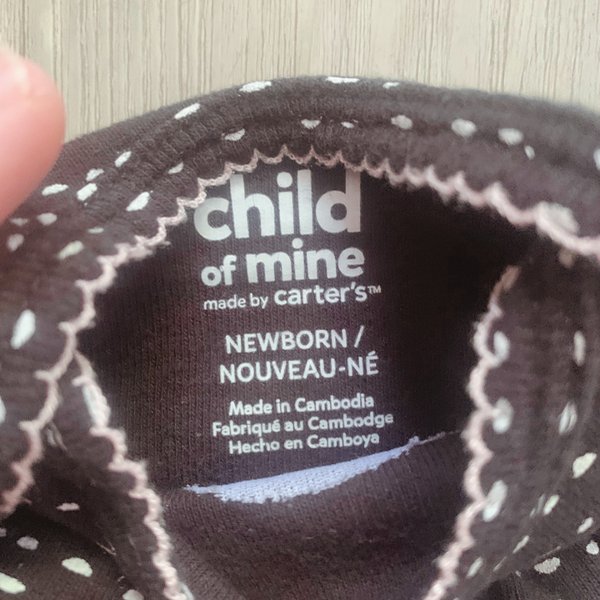 child
of mine
made by carter's™
NEWBORN /
NOUVEAU-NÉ
Made in Cambodia
Fabriqué au Cambodge
Hecho en Camboya